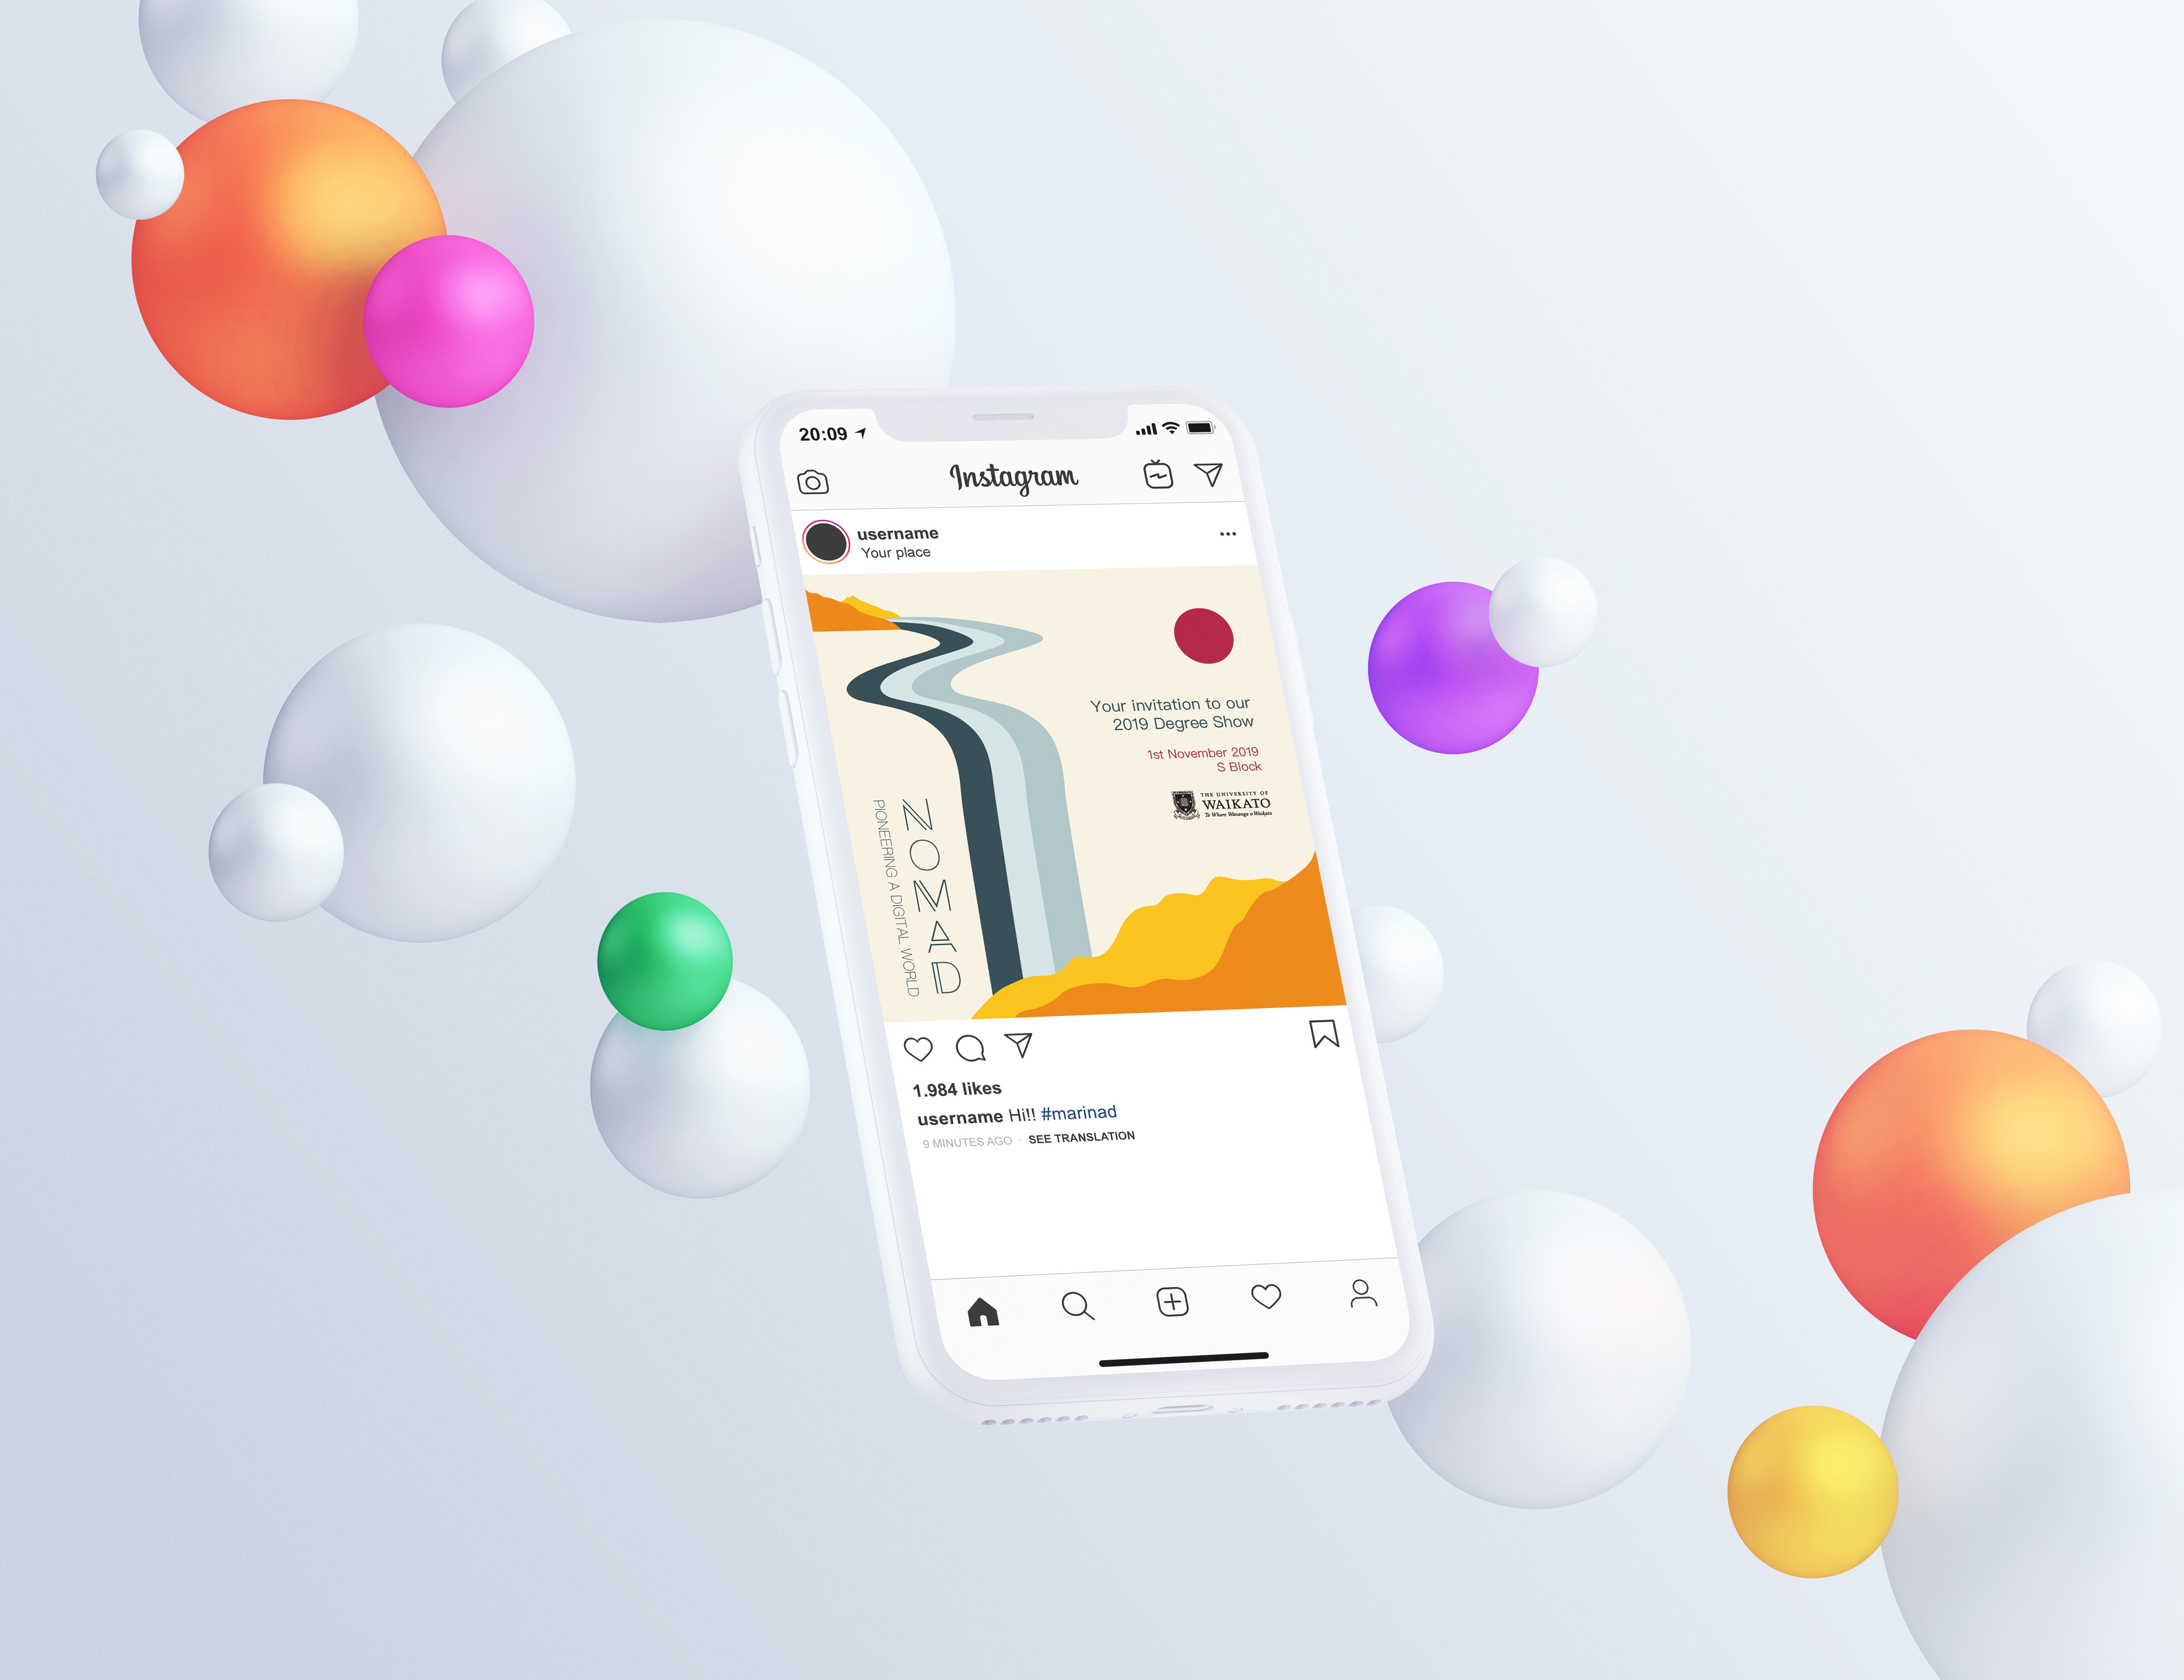 20:09
Instagram
username
Your place
Your invitation to our
2019 Degree Show
1st November 2019
S Block
THE UNIVERSITY OF
WAIKATO
Te Whare Wānanga o Waikato
NOMAD
PIONEERING A DIGITAL WORLD
1.984 likes
username Hi!! #marinad
9 MINUTES AGO · SEE TRANSLATION